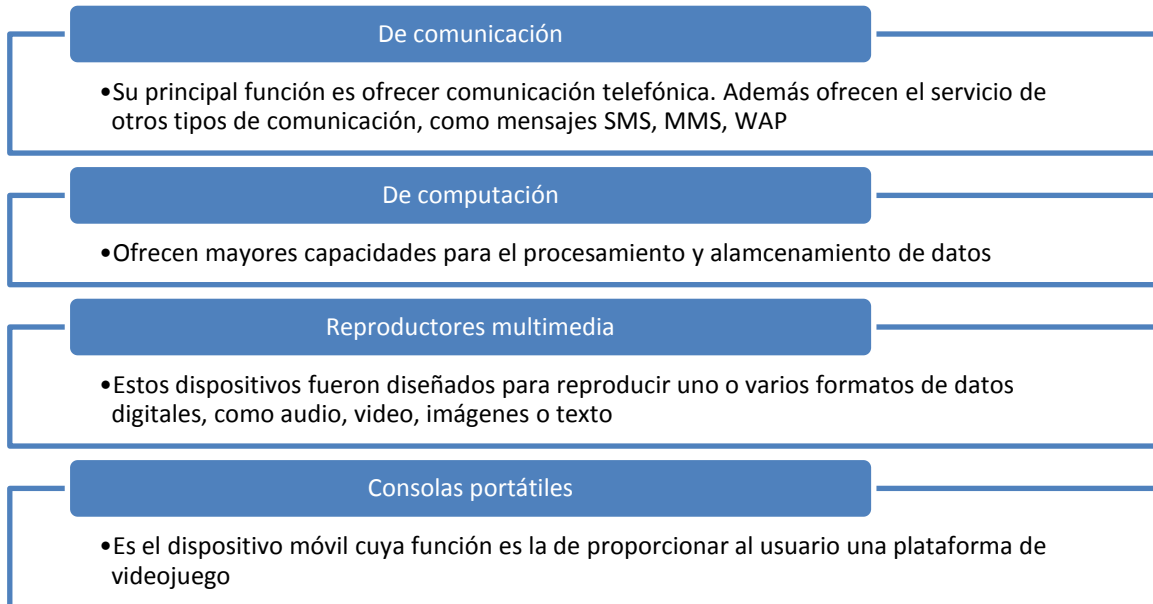 De comunicación
•Su principal función es ofrecer comunicación telefónica. Además ofrecen el servicio de
otros tipos de comunicación, como mensajes SMS, MMS, WAP
De computación
•Ofrecen mayores capacidades para el procesamiento y alamcenamiento de datos
Reproductores multimedia
•Estos dispositivos fueron diseñados para reproducir uno o varios formatos de datos
digitales, como audio, video, imágenes o texto
Consolas portátiles
•Es el dispositivo móvil cuya función es la de proporcionar al usuario una plataforma de
videojuego